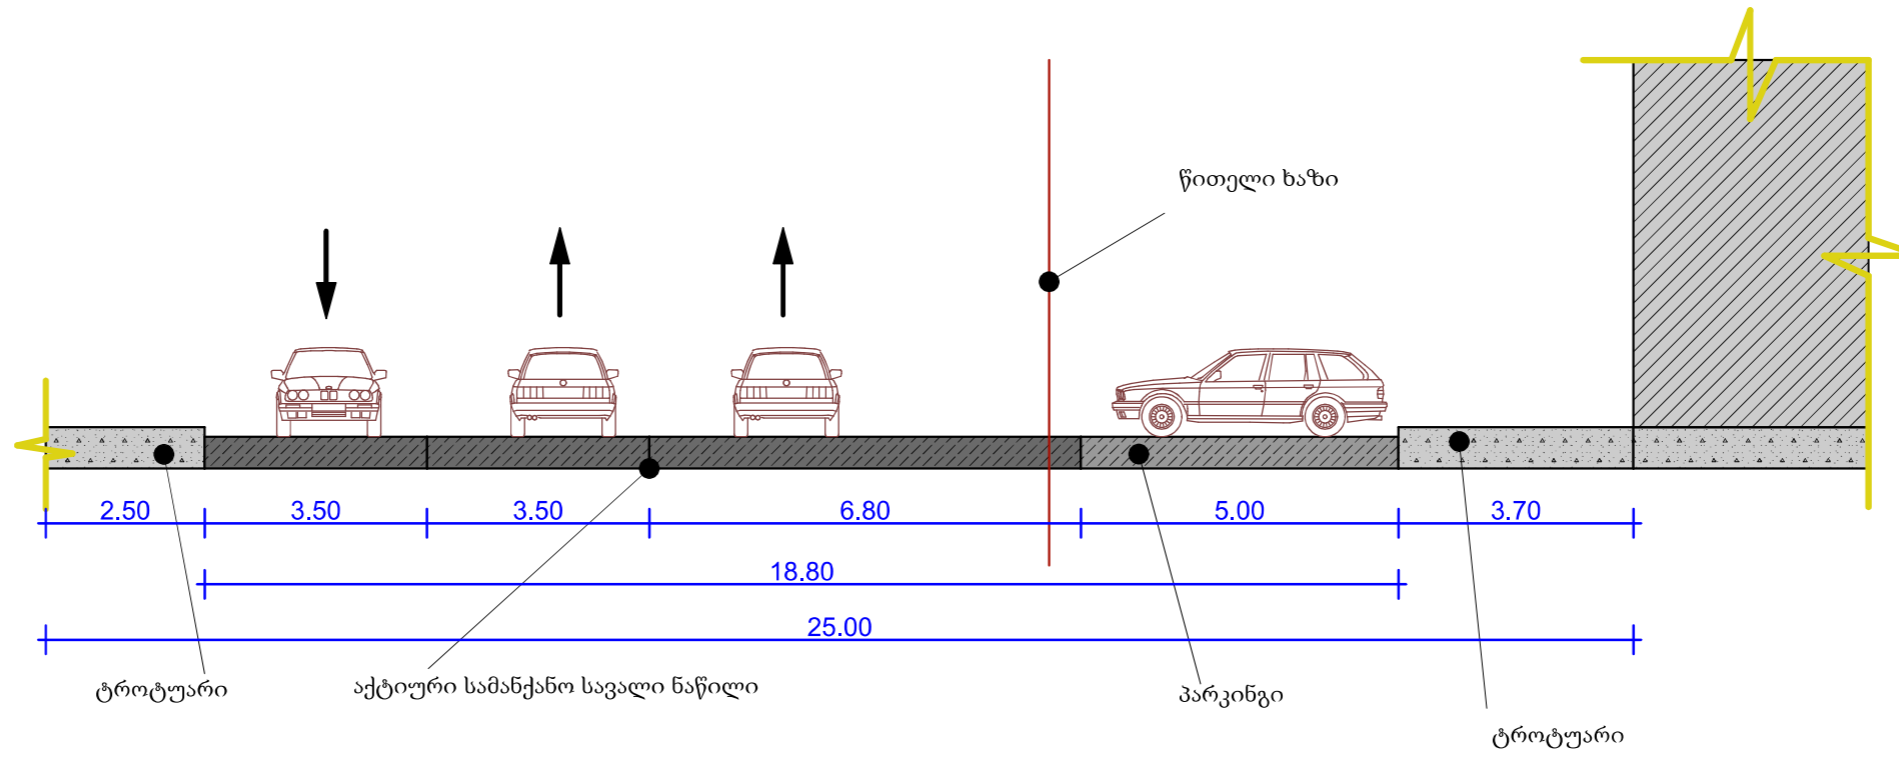 წითელი ხაზი
2.50
3.50
3.50
6.80
5.00
3.70
18.80
25.00
ტროტუარი
აქტიური სამანქანო სავალი ნაწილი
პარკინგი
ტროტუარი